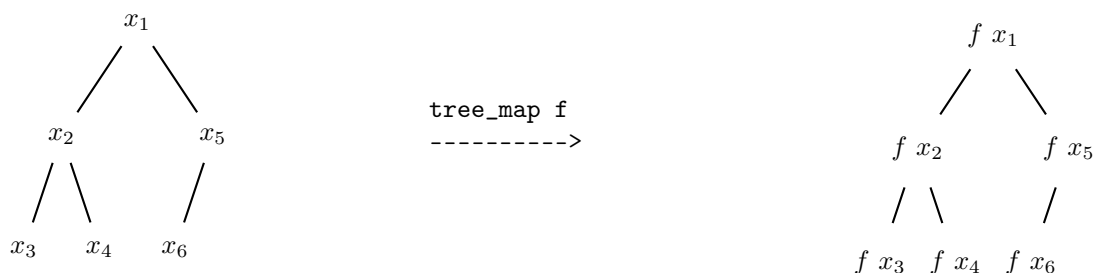 x₁
f x₁
tree_map f
---------->
x₂ x₅
f x₂ f x₅
x₃ x₄ x₆
f x₃ f x₄ f x₆